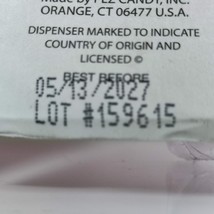 Made by PEZ CANDY, INC.
ORANGE, CT 06477 U.S.A.
DISPENSER MARKED TO INDICATE
COUNTRY OF ORIGIN AND
LICENSED ©
BEST BEFORE
05/13/2027
LOT #159615